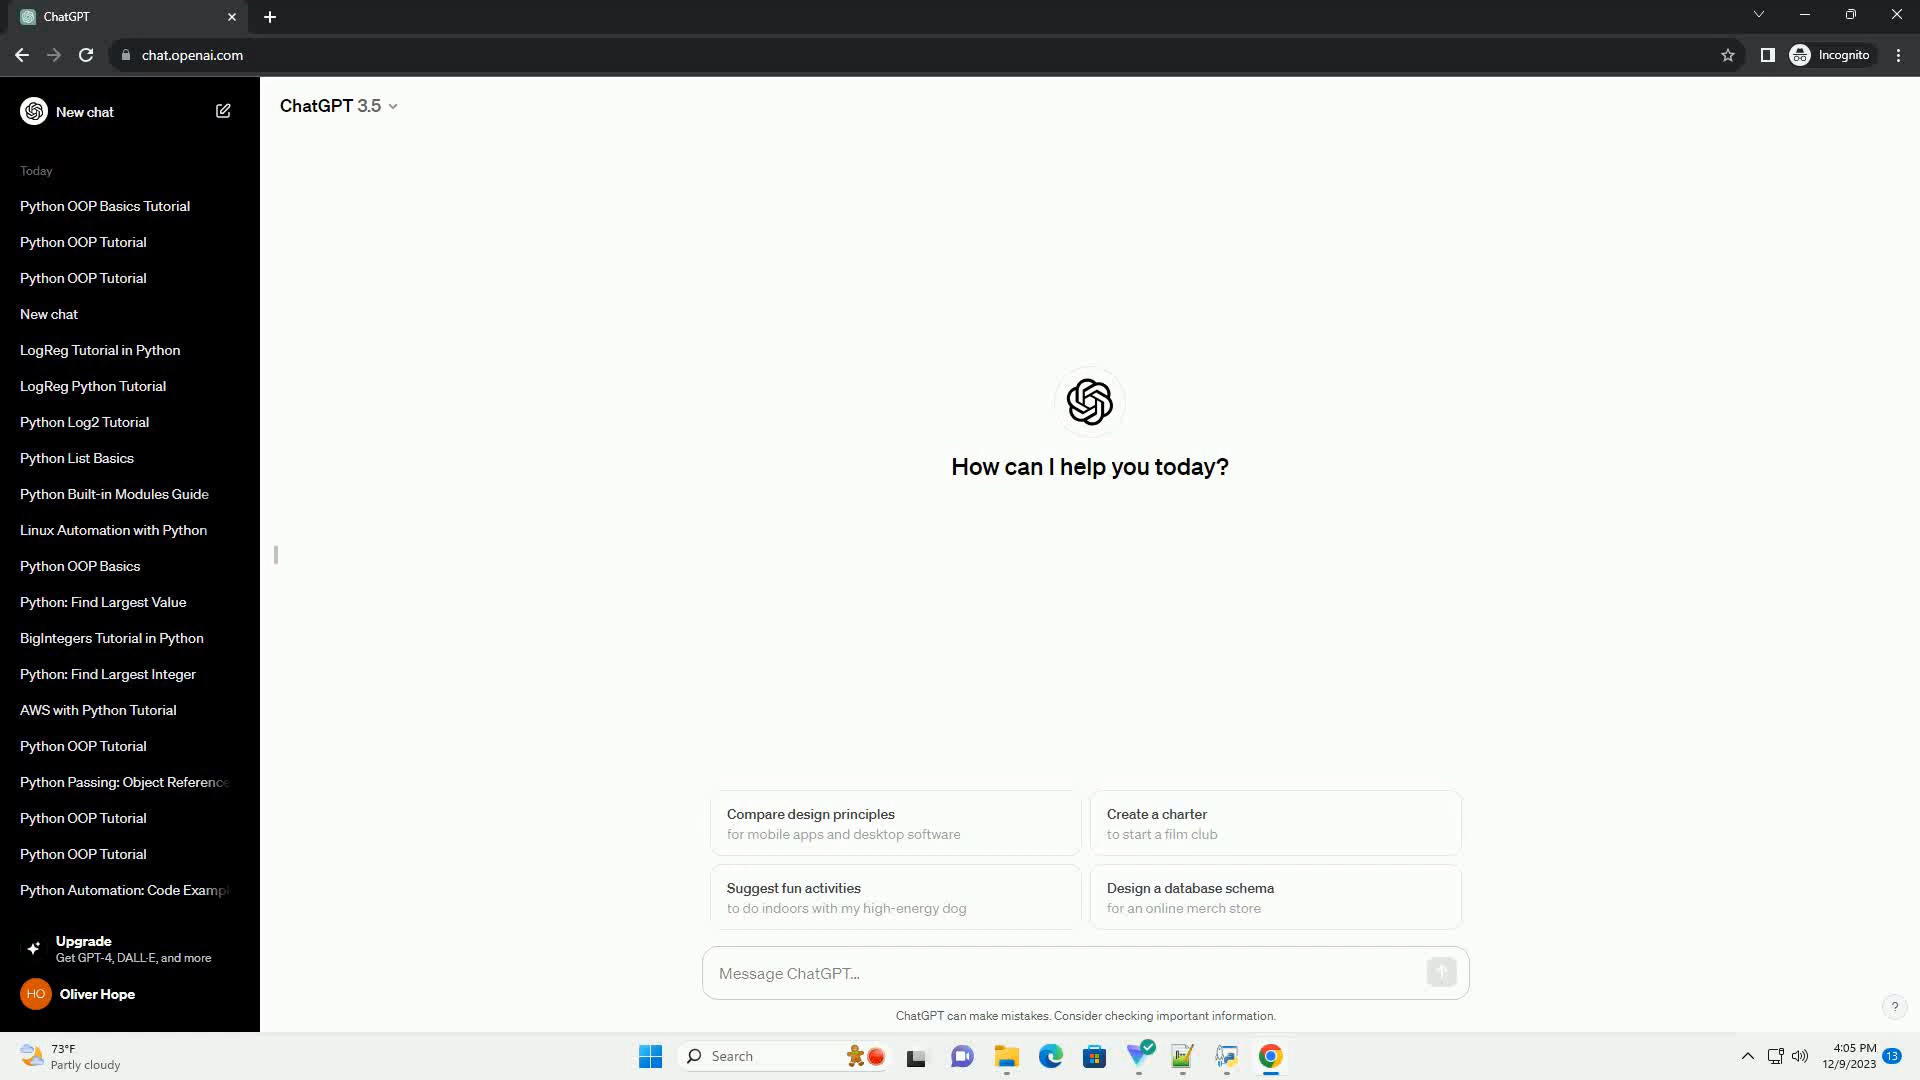 ChatGPT
chat.openai.com
Incognito
New chat
ChatGPT 3.5
Today
Python OOP Basics Tutorial
Python OOP Tutorial
Python OOP Tutorial
New chat
LogReg Tutorial in Python
LogReg Python Tutorial
Python Log2 Tutorial
Python List Basics
Python Built-in Modules Guide
Linux Automation with Python
Python OOP Basics
Python: Find Largest Value
BigIntegers Tutorial in Python
Python: Find Largest Integer
AWS with Python Tutorial
Python OOP Tutorial
Python Passing: Object Reference
Python OOP Tutorial
Python OOP Tutorial
Python Automation: Code Exampl
Upgrade
Get GPT-4, DALL·E, and more
HO
Oliver Hope
How can I help you today?
Compare design principles
for mobile apps and desktop software
Create a charter
to start a film club
Suggest fun activities
to do indoors with my high-energy dog
Design a database schema
for an online merch store
Message ChatGPT...
ChatGPT can make mistakes. Consider checking important information.
?
73°F
Partly cloudy
Search
4:05 PM
12/9/2023
13